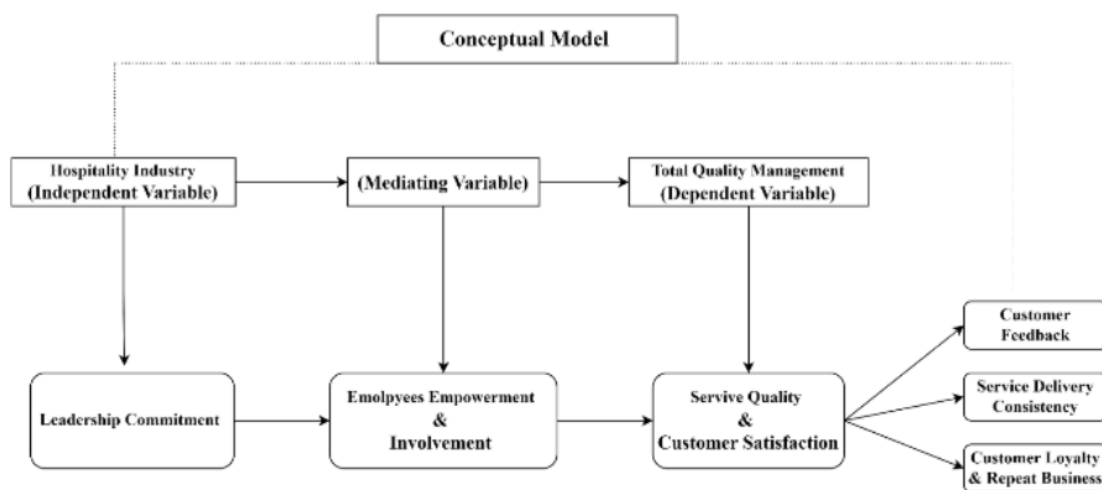 Conceptual Model
Hospitality Industry
(Independent Variable)
(Mediating Variable)
Total Quality Management
(Dependent Variable)
Customer
Feedback
Leadership Commitment
Emolpyees Empowerment
&
Involvement
Servive Quality
&
Customer Satisfaction
Service Delivery
Consistency
Customer Loyalty
& Repeat Business